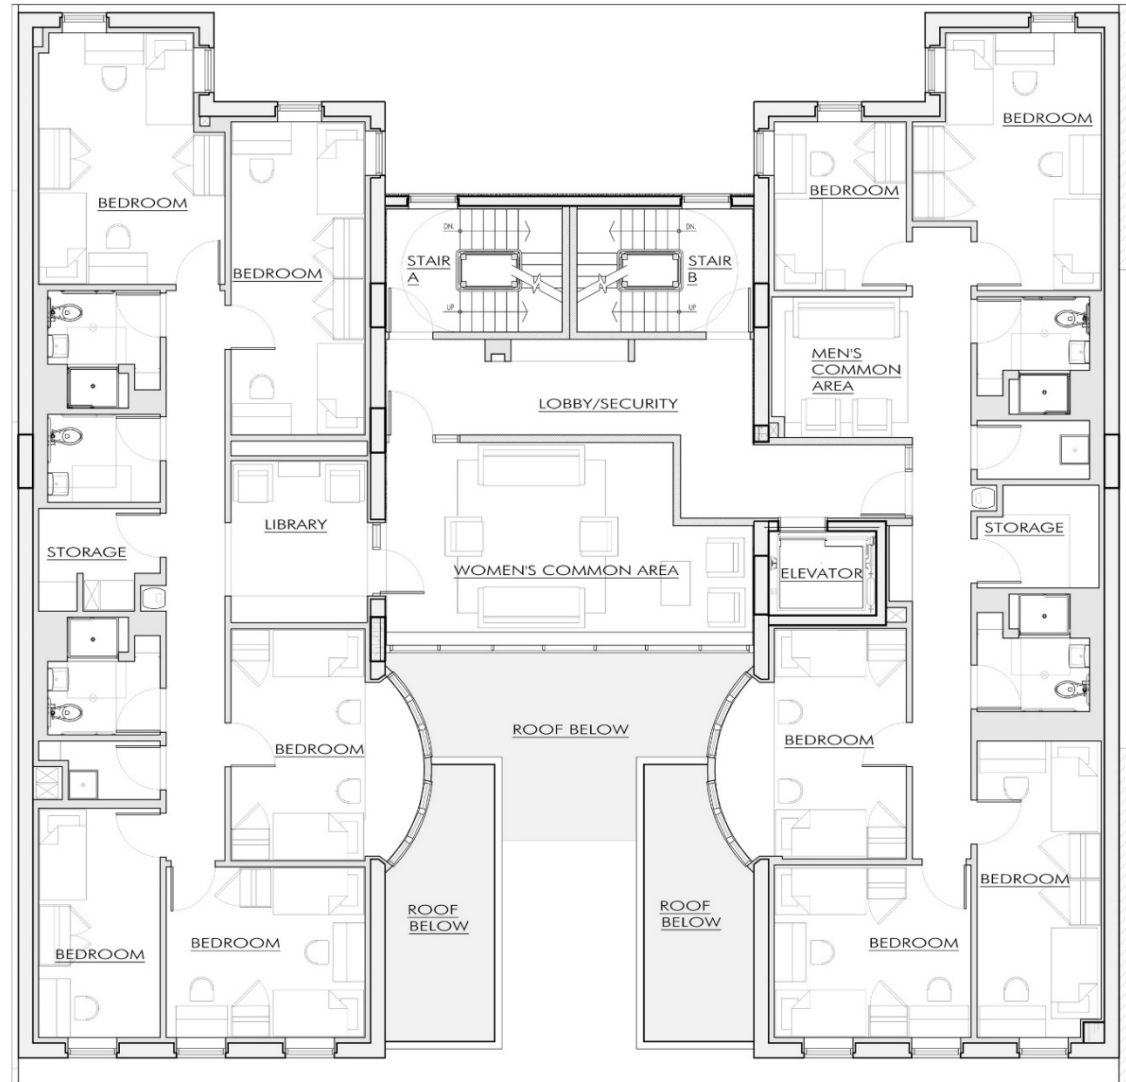 BEDROOM
BEDROOM
BEDROOM
BEDROOM
DN.
DN.
STAIR
A
STAIR
B
UP
UP
MEN'S
COMMON
AREA
LOBBY/SECURITY
LIBRARY
STORAGE
STORAGE
WOMEN'S COMMON AREA
ELEVATOR
ROOF BELOW
BEDROOM
BEDROOM
BEDROOM
BEDROOM
BEDROOM
BEDROOM
ROOF
BELOW
ROOF
BELOW